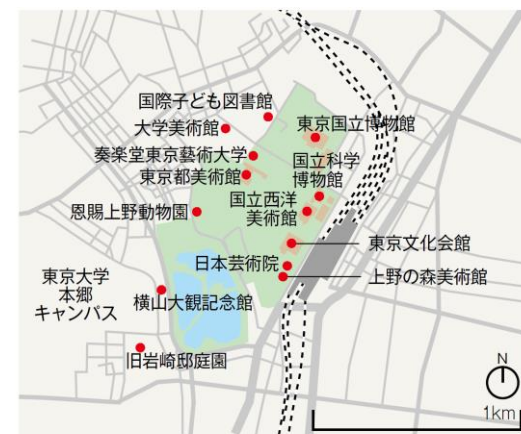 国際子ども図書館
大学美術館
東京国立博物館
奏楽堂東京藝術大学
国立科学
博物館
東京都美術館
恩賜上野動物園
国立西洋
美術館
東京文化会館
日本芸術院
上野の森美術館
東京大学
本郷
キャンパス
横山大観記念館
旧岩崎邸庭園
N
1km